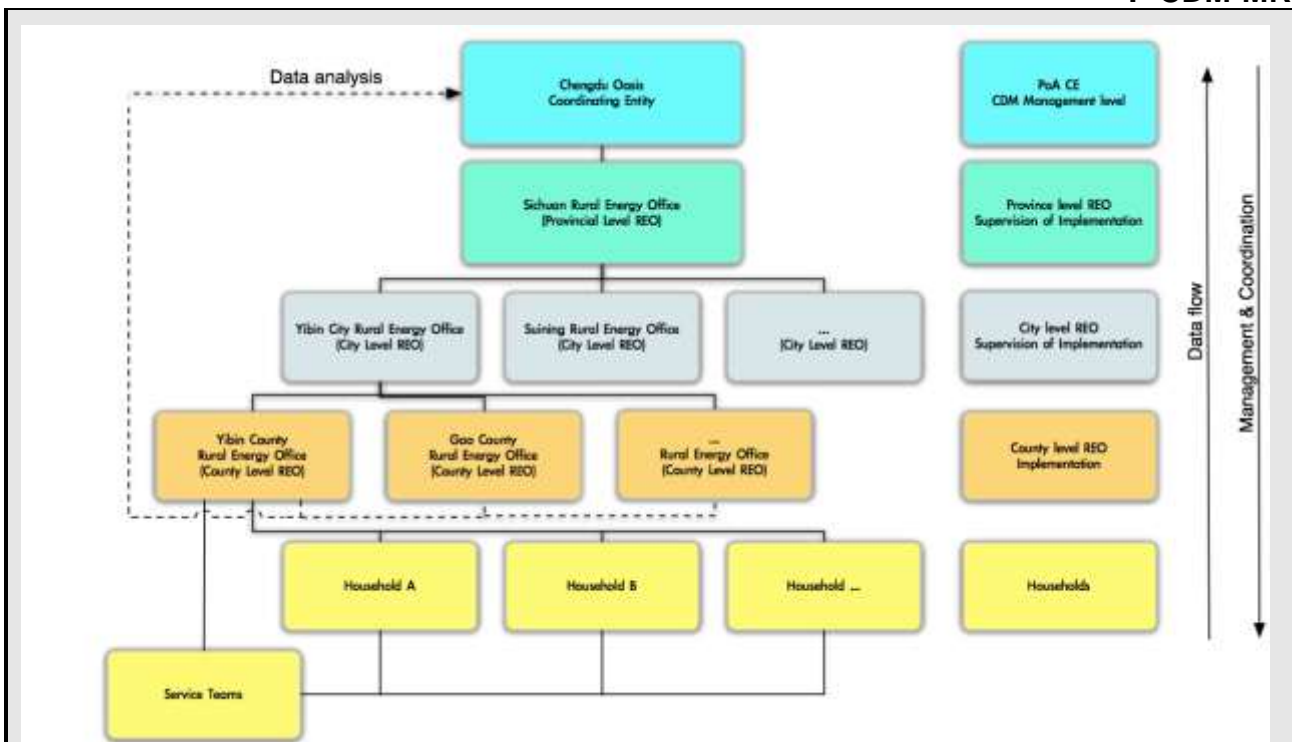 Data analysis
Chengdu Oasis
Coordinating Entity
PoA CE
CDM Management level
Sichuan Rural Energy Office
(Provincial Level REO)
Province level REO
Supervision of Implementation
Yibin City Rural Energy Office
(City Level REO)
Suining Rural Energy Office
(City Level REO)
...
(City Level REO)
City level REO
Supervision of Implementation
Yibin County
Rural Energy Office
(County Level REO)
Gao County
Rural Energy Office
(County Level REO)
...
Rural Energy Office
(County Level REO)
County level REO
Implementation
Household A
Household B
Household ...
Households
Service Teams
Data flow
Management & Coordination